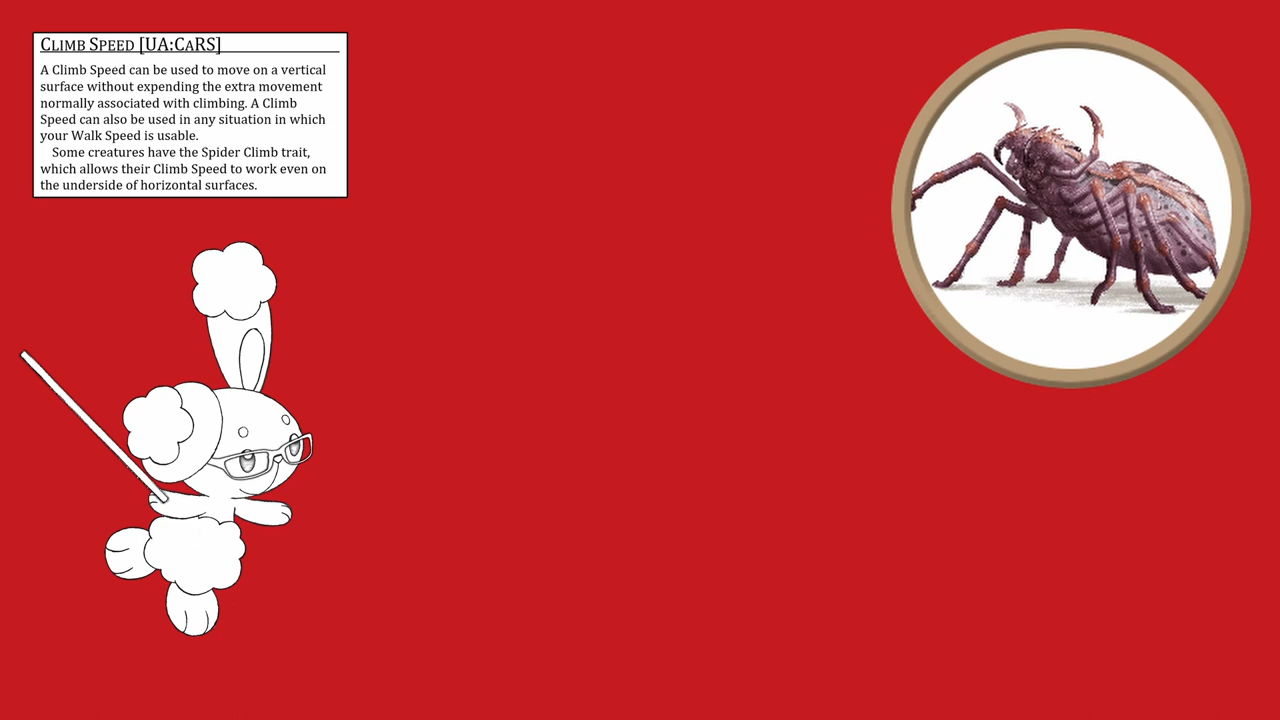 Climb Speed [UA:CaRS]
A Climb Speed can be used to move on a vertical
surface without expending the extra movement
normally associated with climbing. A Climb
Speed can also be used in any situation in which
your Walk Speed is usable.
Some creatures have the Spider Climb trait,
which allows their Climb Speed to work even on
the underside of horizontal surfaces.